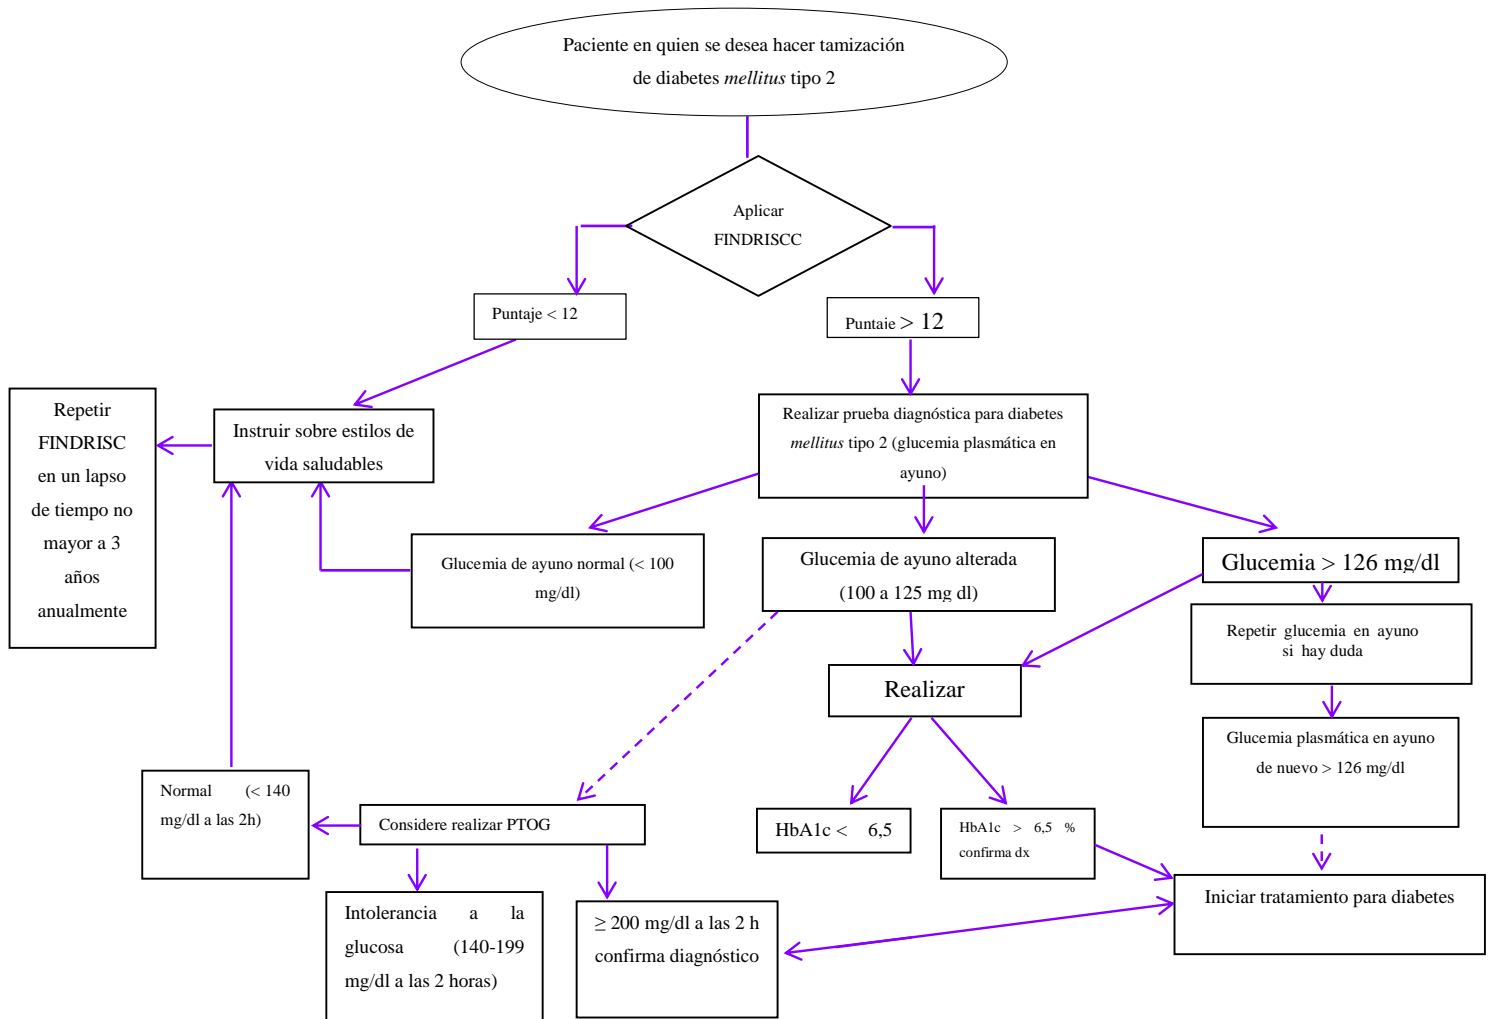 Paciente en quien se desea hacer tamización
de diabetes mellitus tipo 2
Aplicar
FINDRISCC
Puntaje < 12
Puntaie > 12
Repetir
FINDRISC
en un lapso
de tiempo no
mayor a 3
años
anualmente
Instruir sobre estilos de
vida saludables
Realizar prueba diagnóstica para diabetes
mellitus tipo 2 (glucemia plasmática en
ayuno)
Glucemia de ayuno normal (< 100
mg/dl)
Glucemia de ayuno alterada
(100 a 125 mg dl)
Glucemia > 126 mg/dl
Repetir glucemia en ayuno
si hay duda
Realizar
Glucemia plasmática en ayuno
de nuevo > 126 mg/dl
Normal (< 140
mg/dl a las 2h)
Considere realizar PTOG
HbA1c < 6,5
HbA1c > 6,5 %
confirma dx
Intolerancia a la
glucosa (140-199
mg/dl a las 2 horas)
≥ 200 mg/dl a las 2 h
confirma diagnóstico
Iniciar tratamiento para diabetes